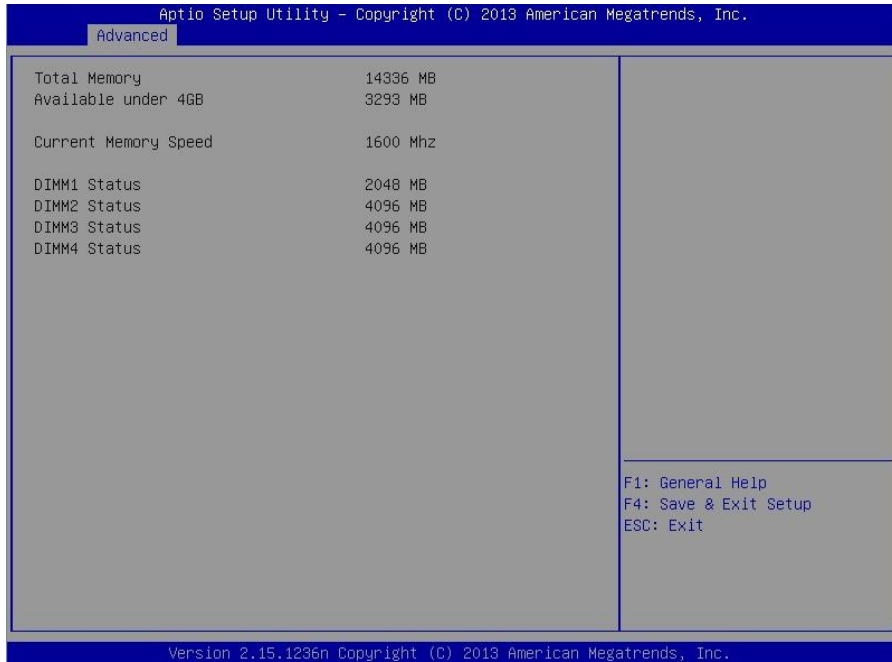 Aptio Setup Utility – Copyright (C) 2013 American Megatrends, Inc.
Advanced
Total Memory 14336 MB
Available under 4GB 3293 MB
Current Memory Speed 1600 Mhz
DIMM1 Status 2048 MB
DIMM2 Status 4096 MB
DIMM3 Status 4096 MB
DIMM4 Status 4096 MB
F1: General Help
F4: Save & Exit Setup
ESC: Exit
Version 2.15.1236n Copyright (C) 2013 American Megatrends, Inc.